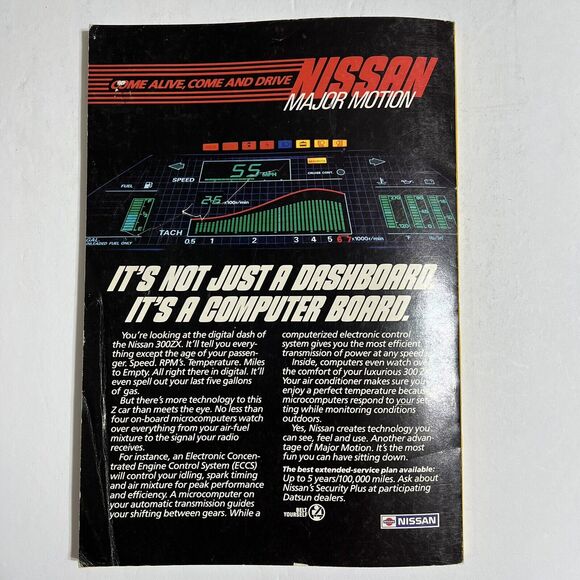 COME ALIVE, COME AND DRIVE
NISSAN
MAJOR MOTION
SPEED 55 MPH
CRUISE CONT.
FUEL
26 x100r/min
UNLEADED FUEL ONLY
TACH
0.5 1 2 3 4 5 6 7 x1000r/min
IT'S NOT JUST A DASHBOARD.
IT'S A COMPUTER BOARD.
You're looking at the digital dash of
the Nissan 300ZX. It'll tell you every-
thing except the age of your passen-
ger. Speed. RPM's. Temperature. Miles
to Empty. All right there in digital. It'll
even spell out your last five gallons
of gas.
But there's more technology to this
Z car than meets the eye. No less than
four on-board microcomputers watch
over everything from your air-fuel
mixture to the signal your radio
receives.
For instance, an Electronic Concen-
trated Engine Control System (ECCS)
will control your idling, spark timing
and air mixture for peak performance
and efficiency. A microcomputer on
your automatic transmission guides
your shifting between gears. While a
computerized electronic control
system gives you the most efficient
transmission of power at any speed.
Inside, computers even watch over
the comfort of your luxurious 300 ZX.
Your air conditioner makes sure you
enjoy a perfect temperature because
microcomputers respond to your set-
ting while monitoring conditions
outdoors.
Yes, Nissan creates technology you
can see, feel and use. Another advan-
tage of Major Motion. It's the most
fun you can have sitting down.
The best extended-service plan available:
Up to 5 years/100,000 miles. Ask about
Nissan's Security Plus at participating
Datsun dealers.
BELT
YOURSELF
NISSAN